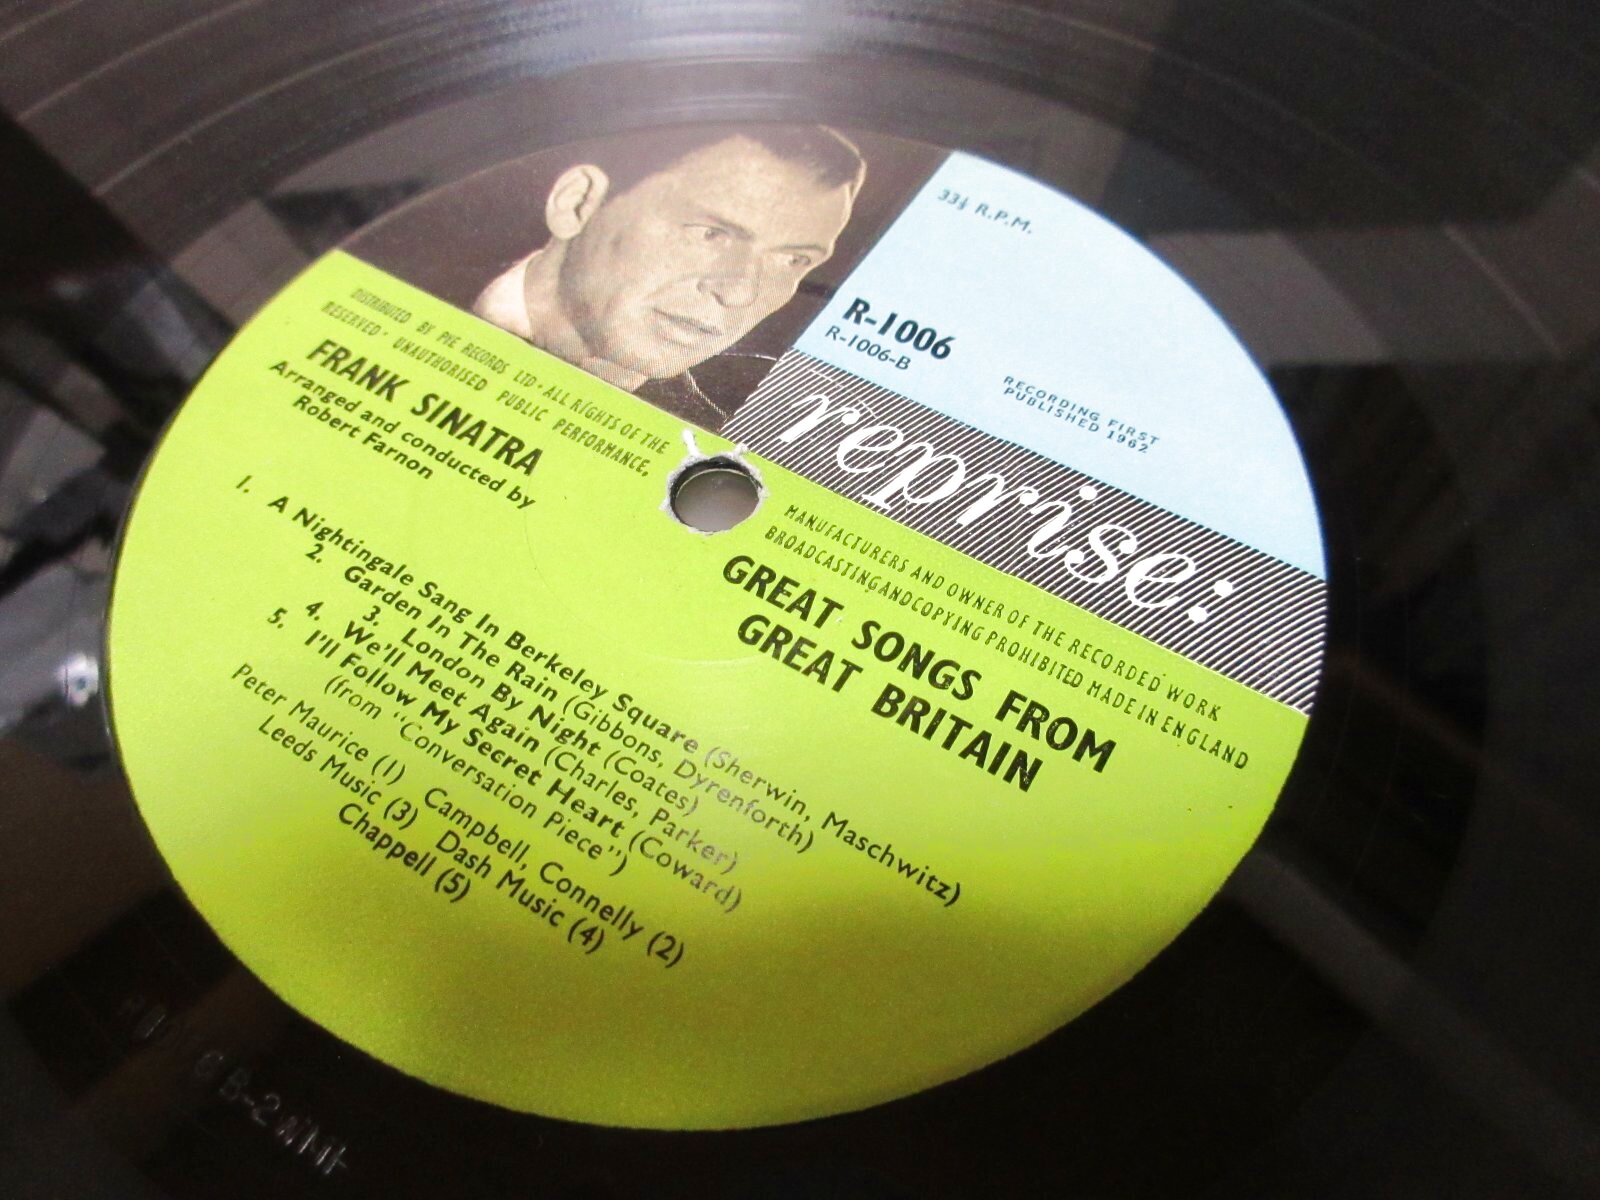 33⅓ R.P.M.
R-1006
R-1006-B
RECORDING FIRST
PUBLISHED 1962
reprise:
DISTRIBUTED BY PYE RECORDS LTD · ALL RIGHTS OF THE MANUFACTURERS AND OWNER OF THE RECORDED WORK
RESERVED · UNAUTHORISED PUBLIC PERFORMANCE, BROADCASTING AND COPYING PROHIBITED MADE IN ENGLAND
FRANK SINATRA
Arranged and conducted by
Robert Farnon
GREAT SONGS FROM
GREAT BRITAIN
1. A Nightingale Sang In Berkeley Square (Sherwin, Maschwitz)
2. Garden In The Rain (Gibbons, Dyrenforth)
3. London By Night (Coates)
4. We'll Meet Again (Charles, Parker)
5. I'll Follow My Secret Heart (Coward)
(from "Conversation Piece")
Peter Maurice (1) Campbell, Connelly (2)
Leeds Music (3) Dash Music (4)
Chappell (5)